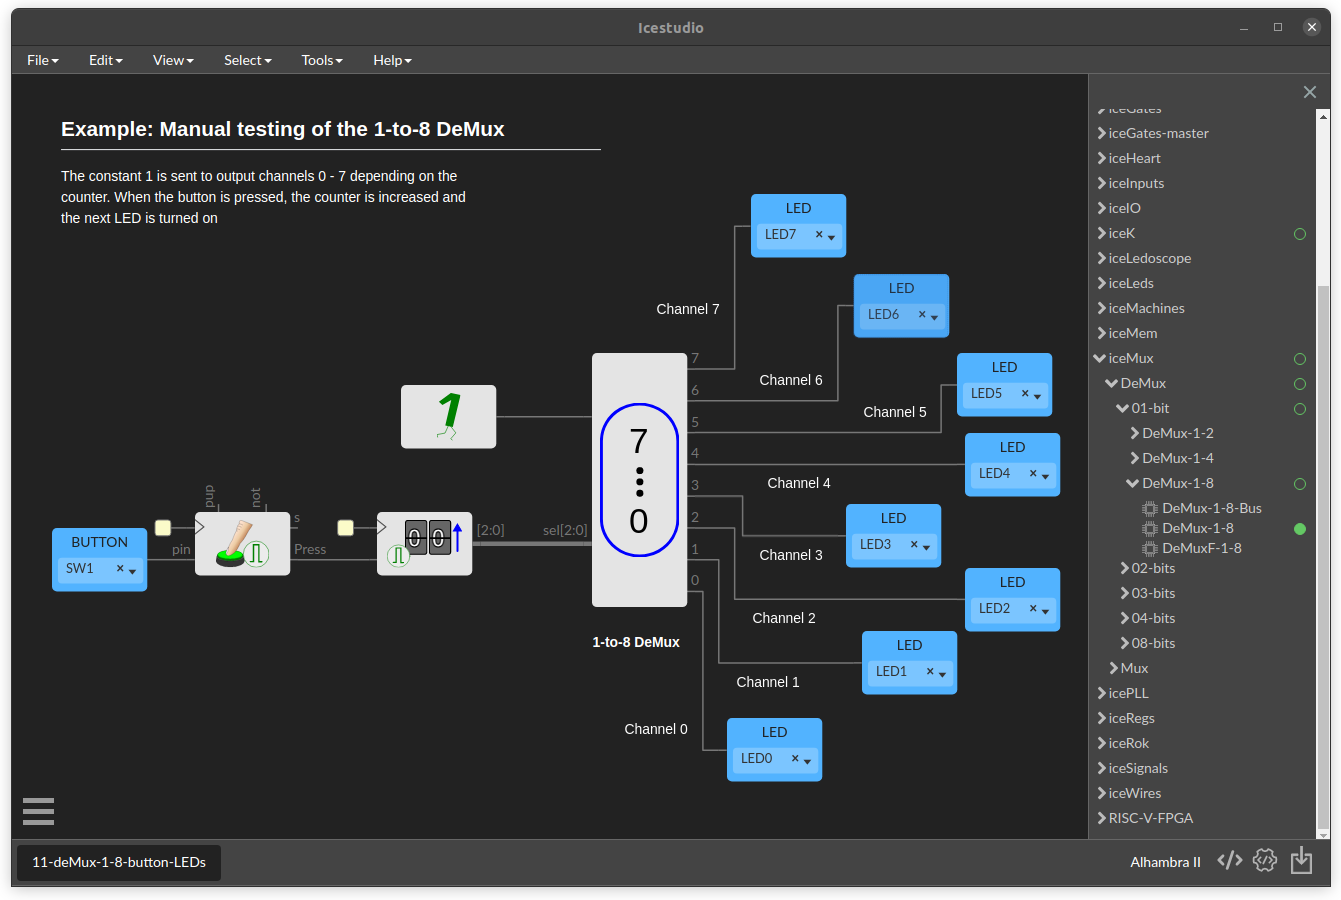 Icestudio
File Edit View Select Tools Help
Example: Manual testing of the 1-to-8 DeMux
The constant 1 is sent to output channels 0 - 7 depending on the
counter. When the button is pressed, the counter is increased and
the next LED is turned on
LED
LED7
Channel 7
LED
LED6
Channel 6
LED
LED5
Channel 5
LED
LED4
Channel 4
LED
LED3
Channel 3
LED
LED2
Channel 2
LED
LED1
Channel 1
LED
LED0
Channel 0
1
7
0
7
6
5
4
3
2
1
0
1-to-8 DeMux
BUTTON
SW1
pin
pup
not
s
Press
00
[2:0]
sel[2:0]
iceGates
iceGates-master
iceHeart
iceInputs
iceIO
iceK
iceLedoscope
iceLeds
iceMachines
iceMem
iceMux
DeMux
01-bit
DeMux-1-2
DeMux-1-4
DeMux-1-8
DeMux-1-8-Bus
DeMux-1-8
DeMuxF-1-8
02-bits
03-bits
04-bits
08-bits
Mux
icePLL
iceRegs
iceRok
iceSignals
iceWires
RISC-V-FPGA
11-deMux-1-8-button-LEDs
Alhambra II